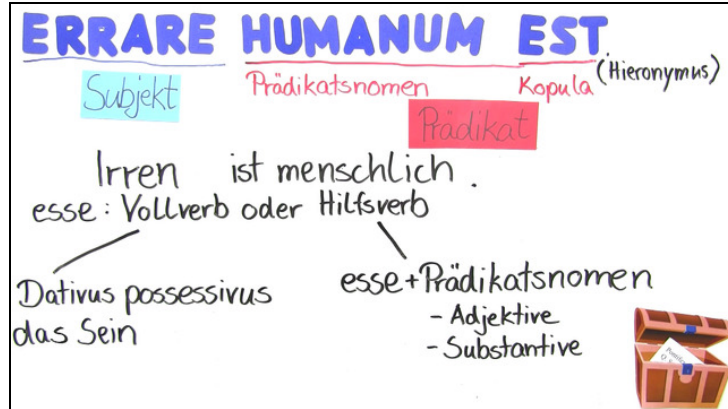 ERRARE HUMANUM EST
(Hieronymus)
Subjekt Prädikatsnomen Kopula
Prädikat
Irren ist menschlich.
esse: Vollverb oder Hilfsverb
Dativus possessivus
das Sein
esse + Prädikatsnomen
- Adjektive
- Substantive